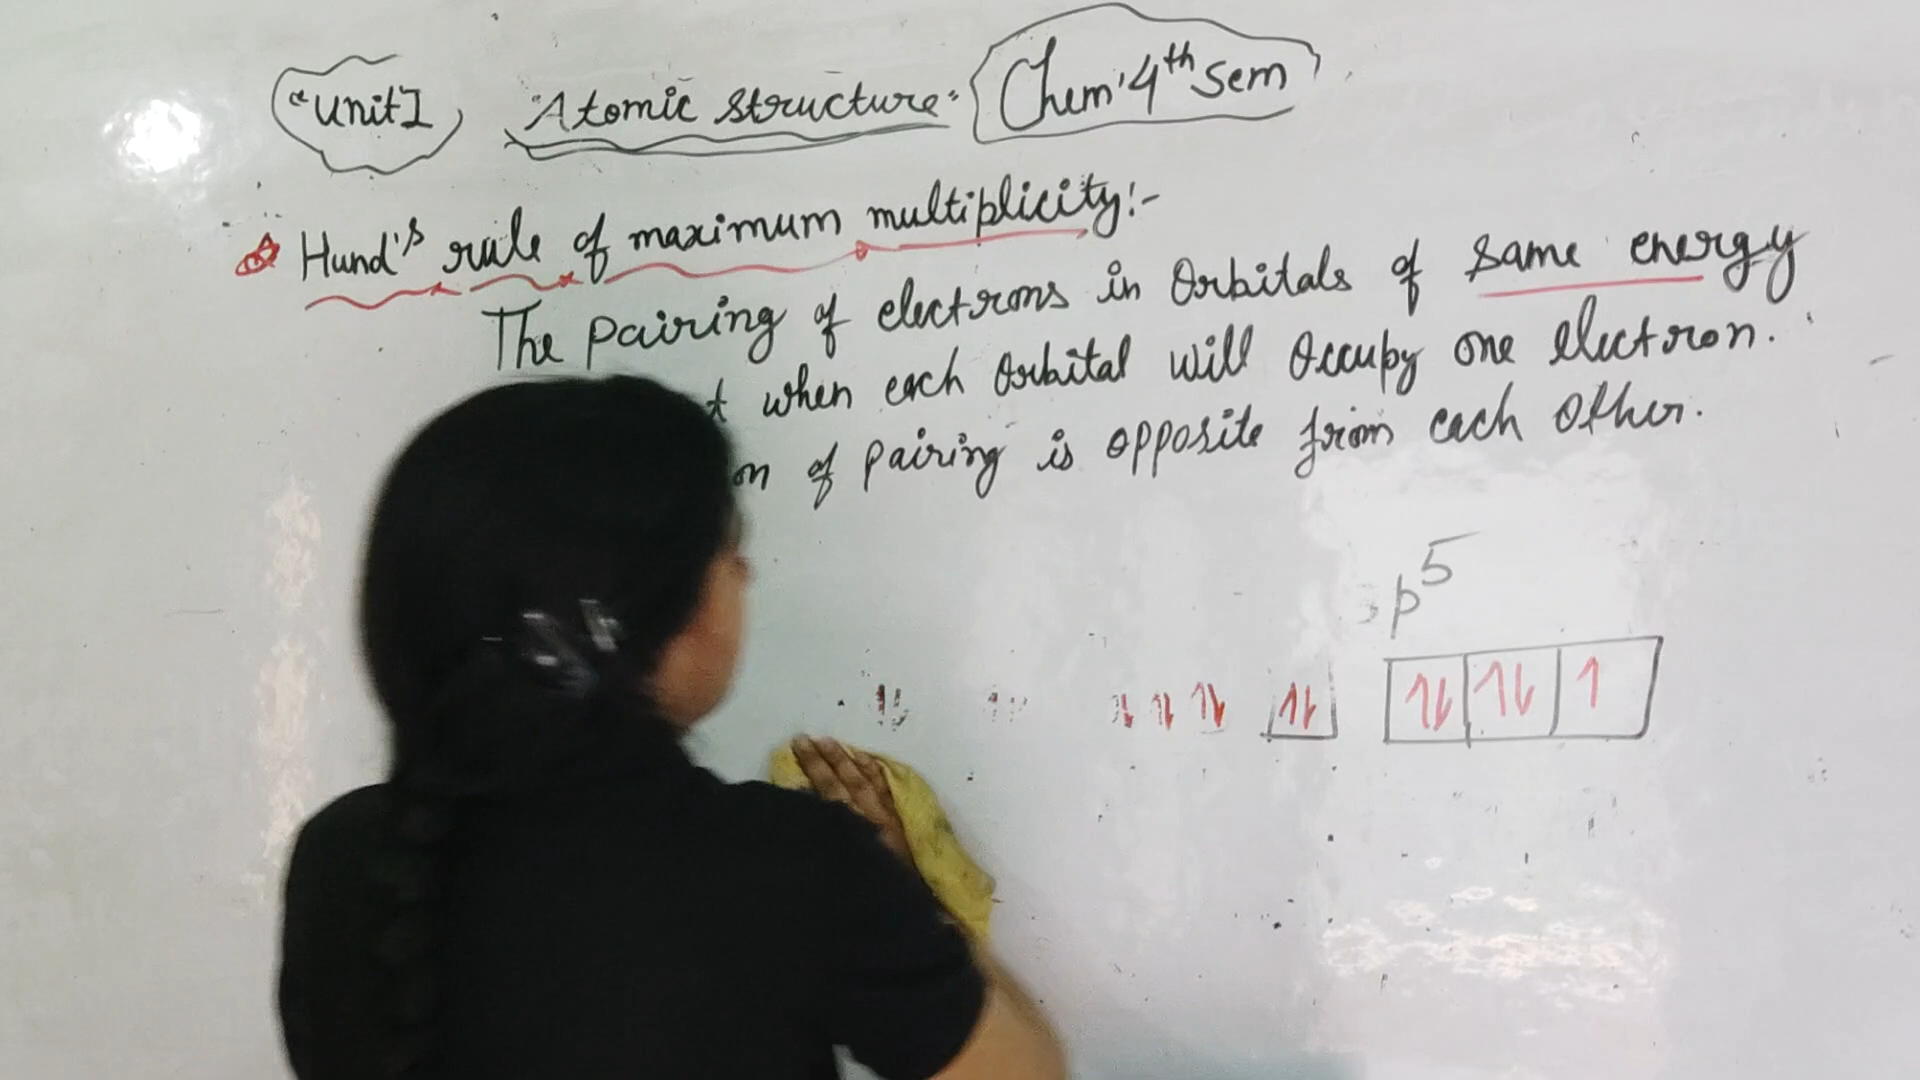 "Unit I "Atomic structure" Chem. 4th Sem
Hund's rule of maximum multiplicity:-
The pairing of electrons in Orbitals of same energy
when each Orbital will Occupy one electron.
of pairing is opposite from each other.
p5